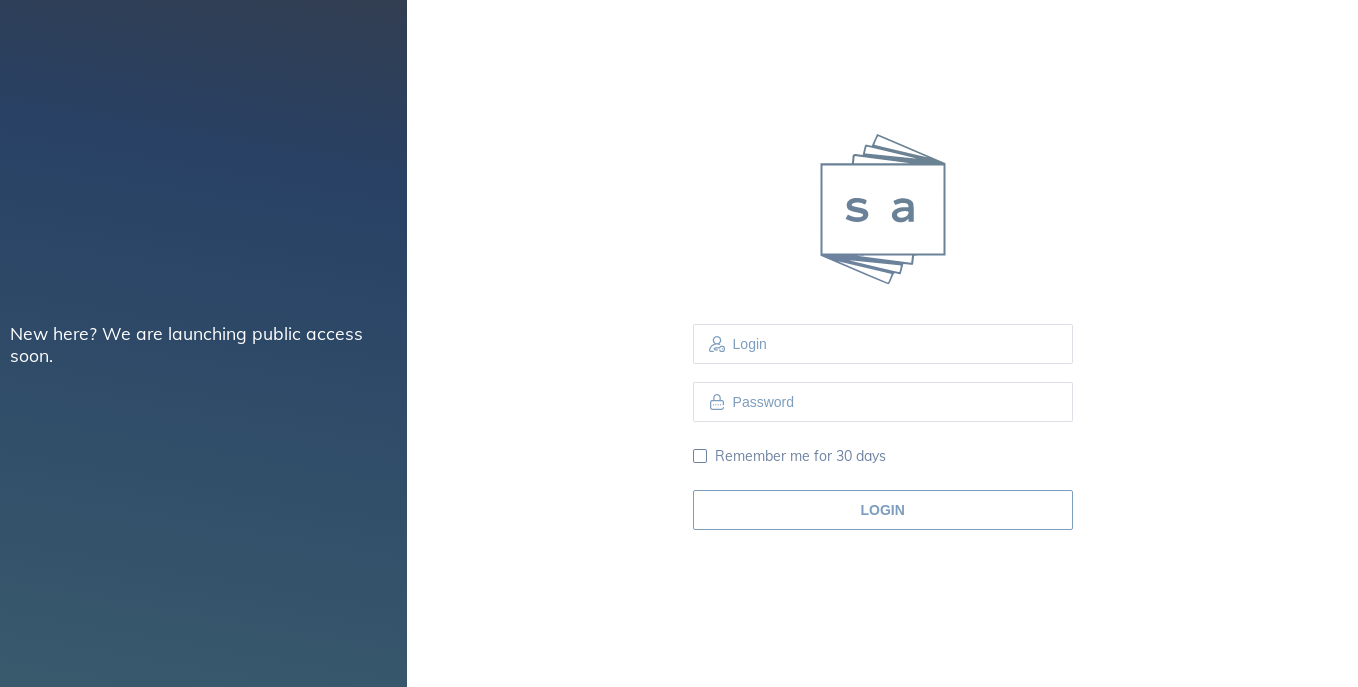 New here? We are launching public access
soon.
s a
Login
Password
Remember me for 30 days
LOGIN